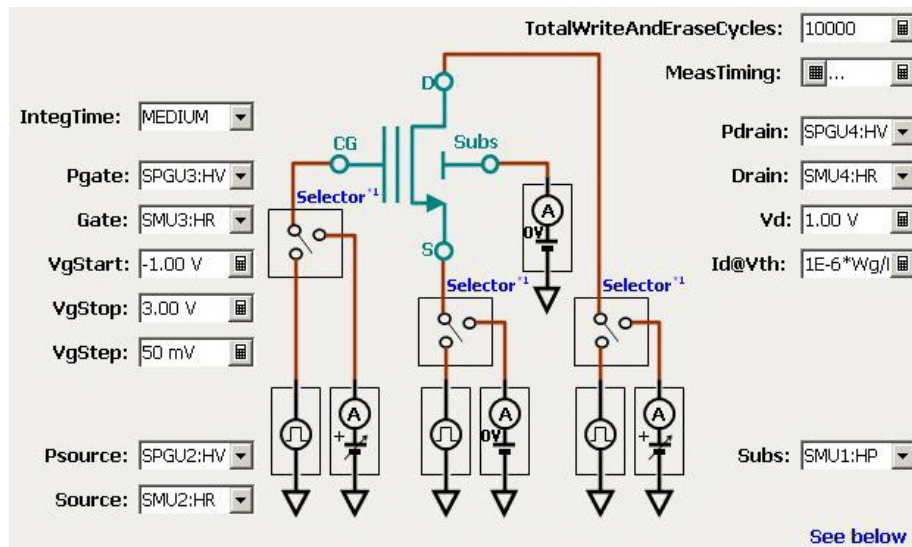 TotalWriteAndEraseCycles: 10000
MeasTiming: ...
IntegTime: MEDIUM
D
Pdrain: SPGU4:HV
CG
Subs
Pgate: SPGU3:HV
Drain: SMU4:HR
Selector*1
A
Gate: SMU3:HR
Vd: 1.00 V
0V
S
VgStart: -1.00 V
Id@Vth: 1E-6*Wg/l
Selector*1
Selector*1
VgStop: 3.00 V
VgStep: 50 mV
A
A
A
+
0V
+
Psource: SPGU2:HV
Subs: SMU1:HP
Source: SMU2:HR
See below